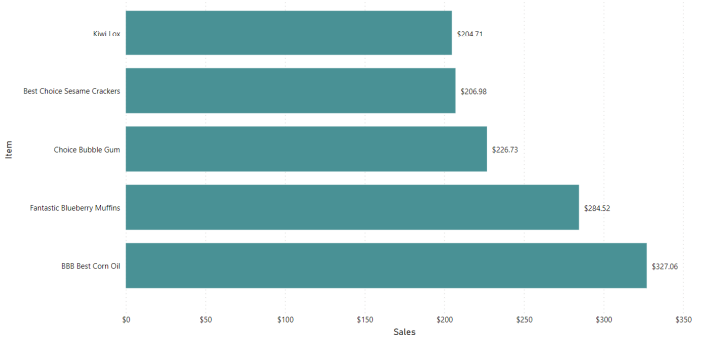 Kiwi Lox $204.71
Best Choice Sesame Crackers $206.98
Choice Bubble Gum $226.73
Fantastic Blueberry Muffins $284.52
BBB Best Corn Oil $327.06
Item
$0 $50 $100 $150 $200 $250 $300 $350
Sales